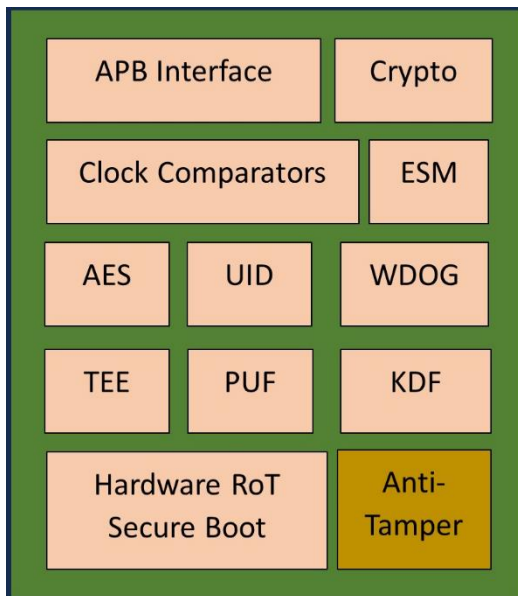 APB Interface
Crypto
Clock Comparators
ESM
AES
UID
WDOG
TEE
PUF
KDF
Hardware RoT
Secure Boot
Anti-
Tamper